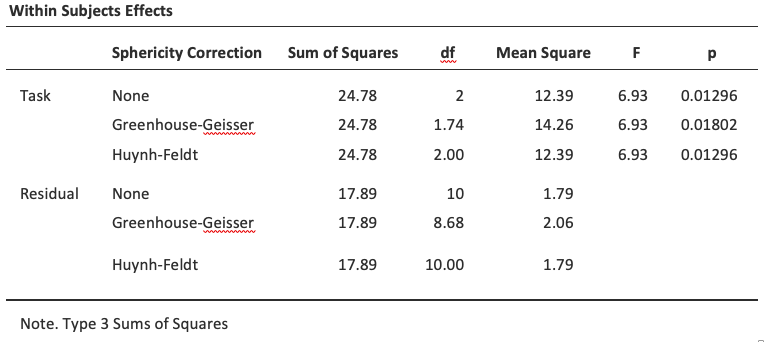 Within Subjects Effects
Sphericity Correction Sum of Squares df Mean Square F p
Task None 24.78 2 12.39 6.93 0.01296
Greenhouse-Geisser 24.78 1.74 14.26 6.93 0.01802
Huynh-Feldt 24.78 2.00 12.39 6.93 0.01296
Residual None 17.89 10 1.79
Greenhouse-Geisser 17.89 8.68 2.06
Huynh-Feldt 17.89 10.00 1.79
Note. Type 3 Sums of Squares